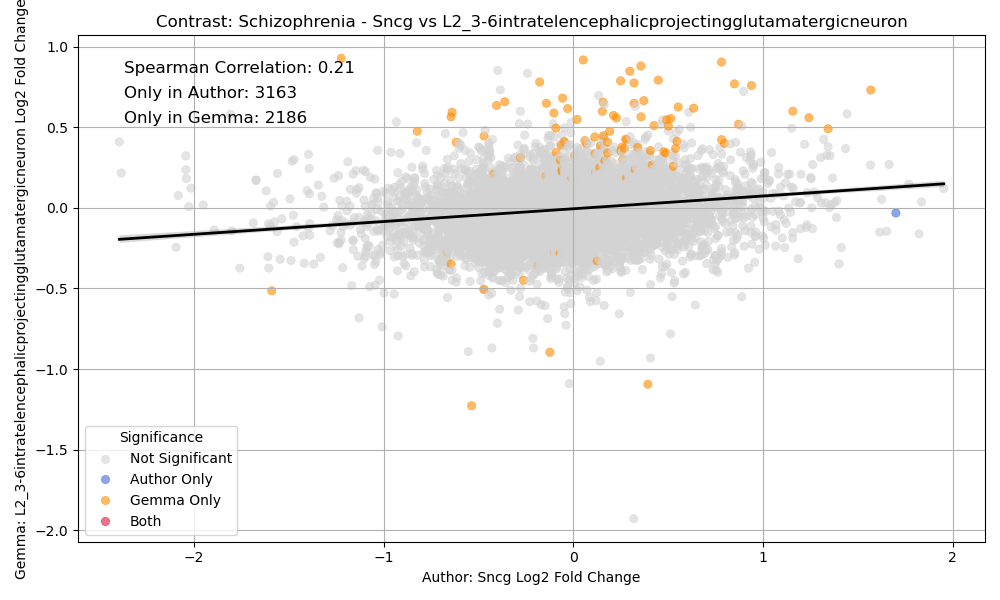 Contrast: Schizophrenia - Sncg vs L2_3-6intratelencephalicprojectingglutamatergicneuron
Gemma: L2_3-6intratelencephalicprojectingglutamatergicneuron Log2 Fold Change
1.0
0.5
0.0
−0.5
−1.0
−1.5
−2.0
Spearman Correlation: 0.21
Only in Author: 3163
Only in Gemma: 2186
Significance
Not Significant
Author Only
Gemma Only
Both
−2
−1
0
1
2
Author: Sncg Log2 Fold Change